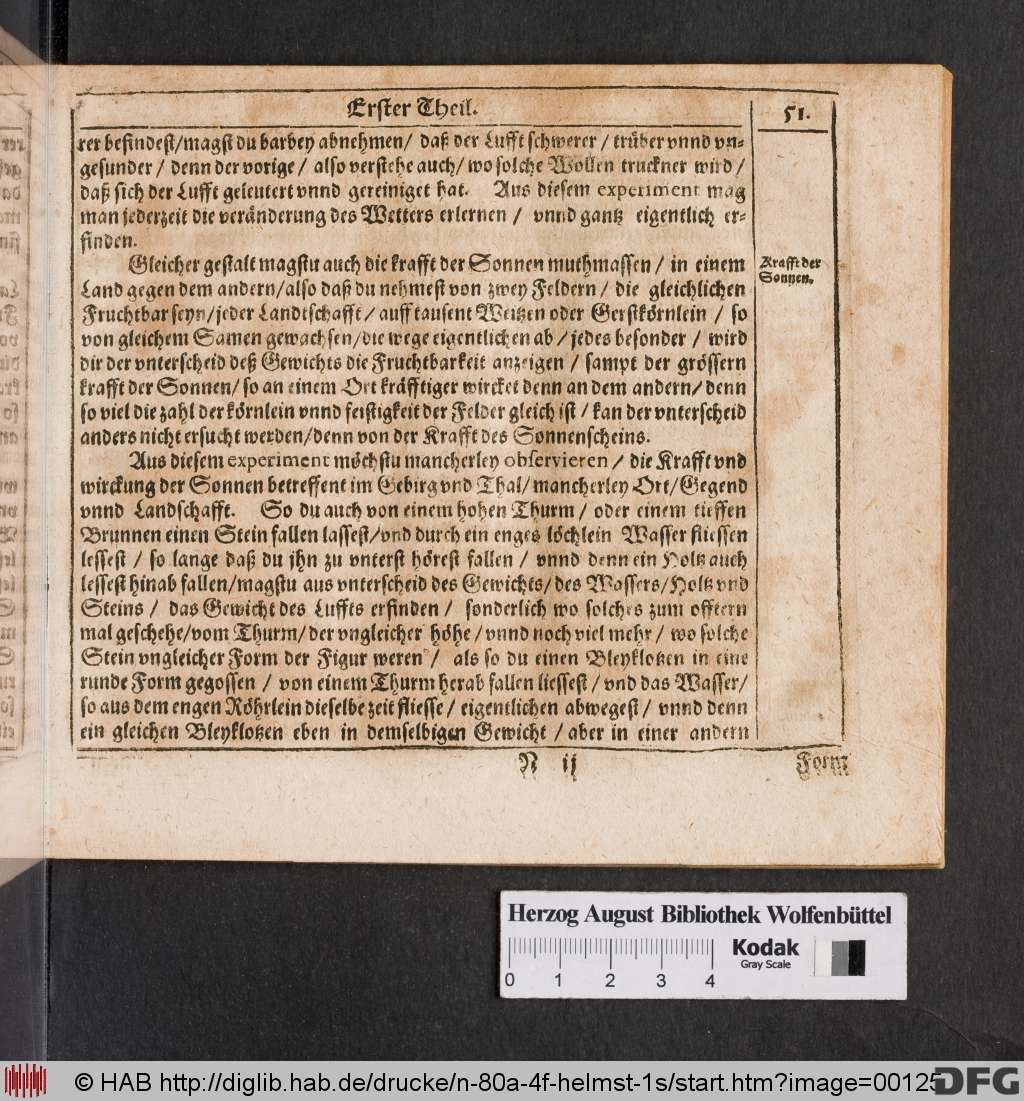 Erster Theil.
51.
rer befindest/magst du barbey abnehmen/ daß der Lufft schwerer / trüber vnnd vn-
gesunder / denn der vorige / also verstehe auch/ wo solche Wollen truckner wird/
daß sich der Lufft geleutert vnnd gereiniget hat. Aus diesem experiment mag
man jederzeit die veränderung des Wetters erlernen / vnnd gantz eigentlich er-
finden.
Gleicher gestalt magstu auch die krafft der Sonnen muthmassen / in einem
Land gegen dem andern/also daß du nehmest von zwey Feldern / die gleichlichen
Fruchtbar seyn/jeder Landtschafft / auff tausent Weitzen oder Gerstkörnlein / so
von gleichem Samen gewachsen/die wege eigentlichen ab / jedes besonder / wird
dir der vnterscheid deß Gewichts die Fruchtbarkeit anzeigen / sampt der grössern
krafft der Sonnen/ so an einem Ort kräfftiger wircket denn an dem andern/ denn
so viel die zahl der körnlein vnnd feistigkeit der Felder gleich ist / kan der vnterscheid
anders nicht ersucht werden/denn von der Krafft des Sonnenscheins.
Krafft der
Sonnen.
Aus diesem experiment möchstu mancherley observieren / die Krafft vnd
wirckung der Sonnen betreffent im Gebirg vnd Thal/mancherley Ort/Gegend
vnnd Landschafft. So du auch von einem hohen Thurm / oder einem tieffen
Brunnen einen Stein fallen lassest/vnd durch ein enges löchlein Wasser fliessen
lessest / so lange daß du jhn zu vnterst hörest fallen / vnnd denn ein Holtz auch
lessest hinab fallen/magstu aus vnterscheid des Gewichts/des Wassers/Holtz vnd
Steins / das Gewicht des Luffts erfinden / sonderlich wo solches zum offtern
mal geschehe/vom Thurm/der vngleicher höhe/vnnd noch viel mehr/ wo solche
Stein vngleicher Form der Figur weren / als so du einen Bleyklotzen in eine
runde Form gegossen / von einem Thurm herab fallen liessest/vnd das Wasser/
so aus dem engen Röhrlein dieselbe zeit fliesse/eigentlichen abwegest/ vnnd denn
ein gleichen Bleyklotzen eben in demselbigen Gewicht / aber in einer andern
N ij
Form
Herzog August Bibliothek Wolfenbüttel
Kodak
Gray Scale
0 1 2 3 4
© HAB http://diglib.hab.de/drucke/n-80a-4f-helmst-1s/start.htm?image=00125
DFG